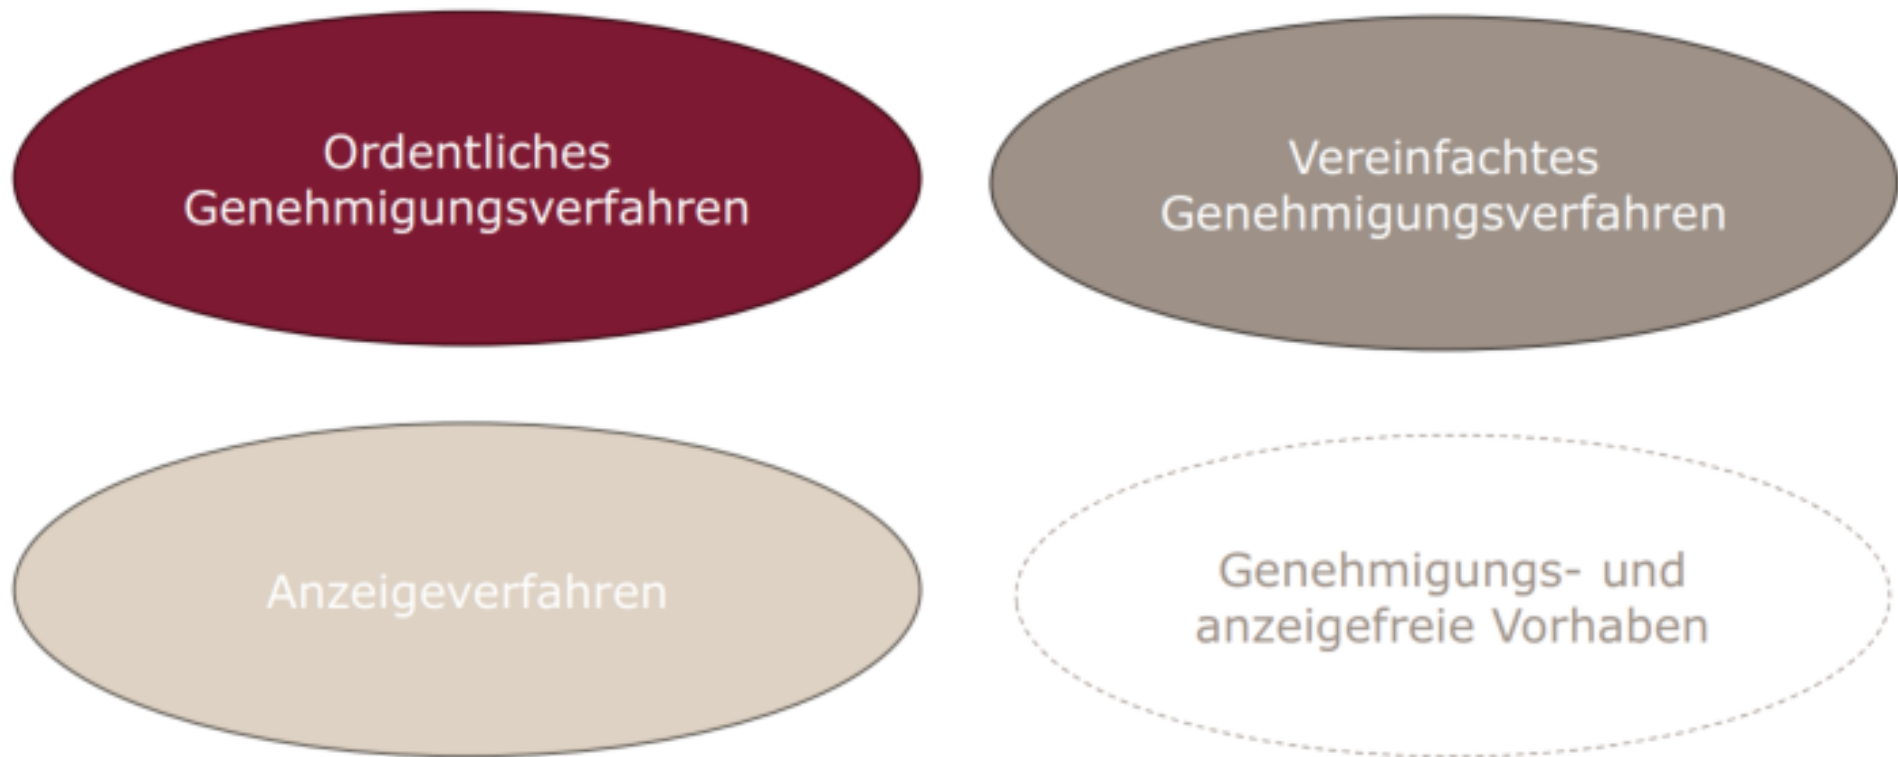 Ordentliches
Genehmigungsverfahren
Vereinfachtes
Genehmigungsverfahren
Anzeigeverfahren
Genehmigungs- und
anzeigefreie Vorhaben